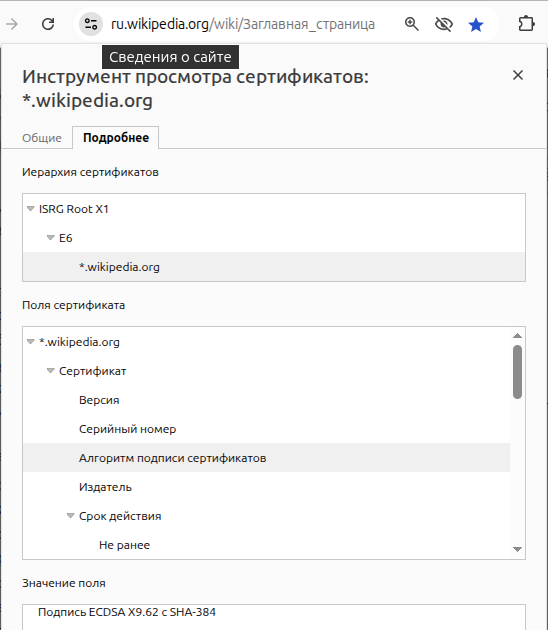 ru.wikipedia.org/wiki/Заглавная_страница
Сведения о сайте
Инструмент просмотра сертификатов:
*.wikipedia.org
Общие
Подробнее
Иерархия сертификатов
ISRG Root X1
E6
*.wikipedia.org
Поля сертификата
*.wikipedia.org
Сертификат
Версия
Серийный номер
Алгоритм подписи сертификатов
Издатель
Срок действия
Не ранее
Значение поля
Подпись ECDSA X9.62 с SHA-384